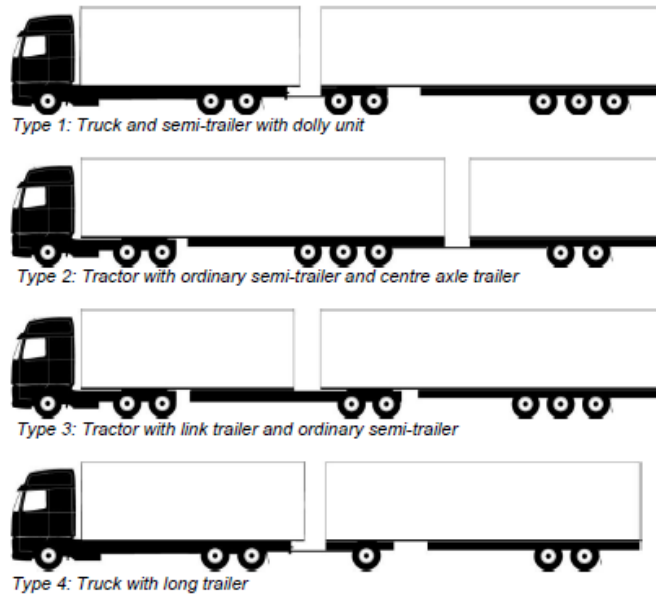 Type 1: Truck and semi-trailer with dolly unit
Type 2: Tractor with ordinary semi-trailer and centre axle trailer
Type 3: Tractor with link trailer and ordinary semi-trailer
Type 4: Truck with long trailer